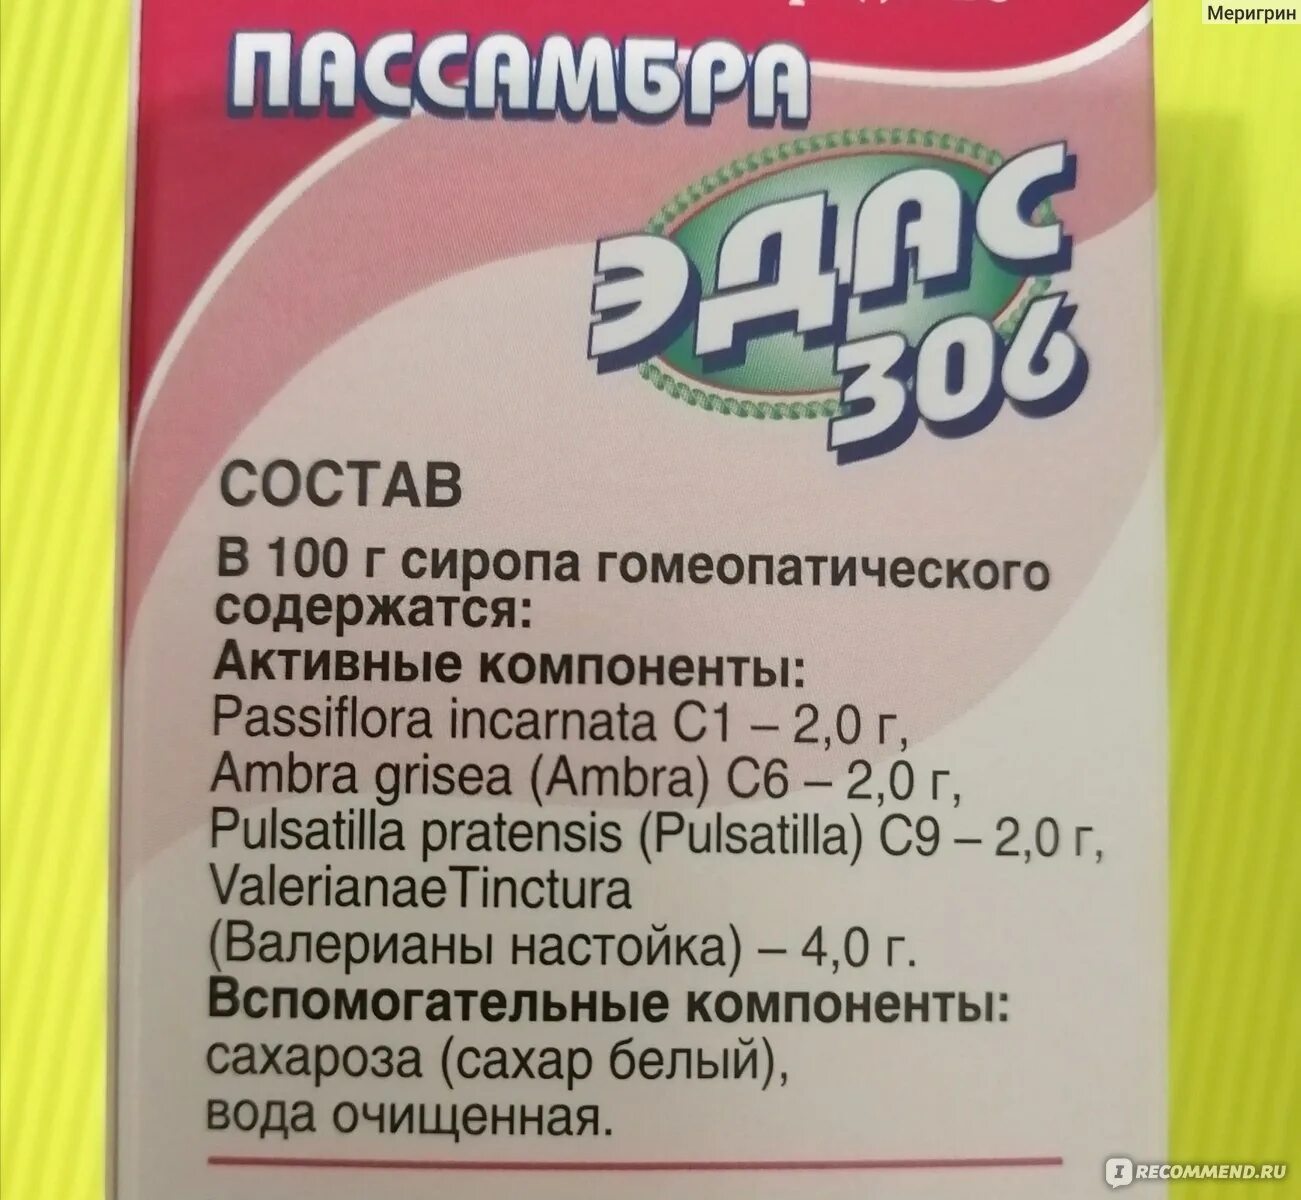 Меригрин
ПАССАМБРА
ЭДАС
306
СОСТАВ
В 100 г сиропа гомеопатического
содержатся:
Активные компоненты:
Passiflora incarnata C1 – 2,0 г,
Ambra grisea (Ambra) C6 – 2,0 г,
Pulsatilla pratensis (Pulsatilla) C9 – 2,0 г,
ValerianaeTinctura
(Валерианы настойка) – 4,0 г.
Вспомогательные компоненты:
сахароза (сахар белый),
вода очищенная.
IRECOMMEND.RU